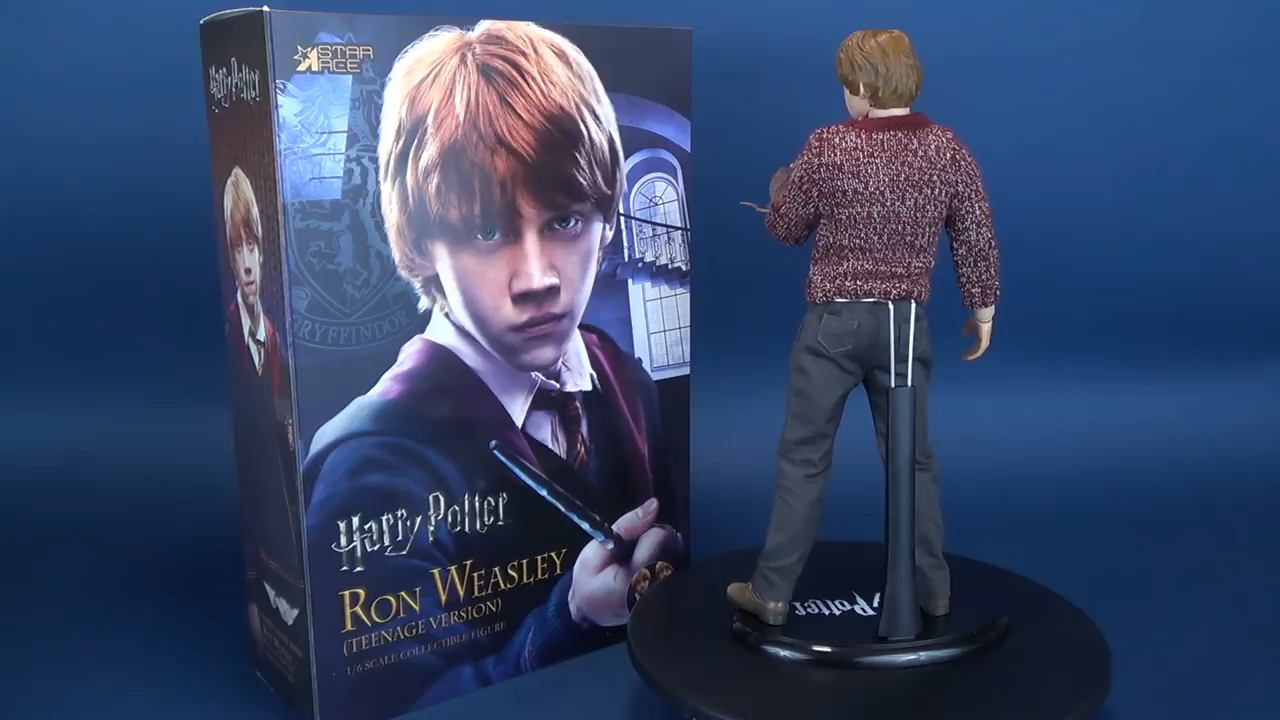 Harry Potter
STAR
ACE
GRYFFINDOR
Harry Potter
RON WEASLEY
(TEENAGE VERSION)
1/6 SCALE COLLECTIBLE FIGURE
y Potter